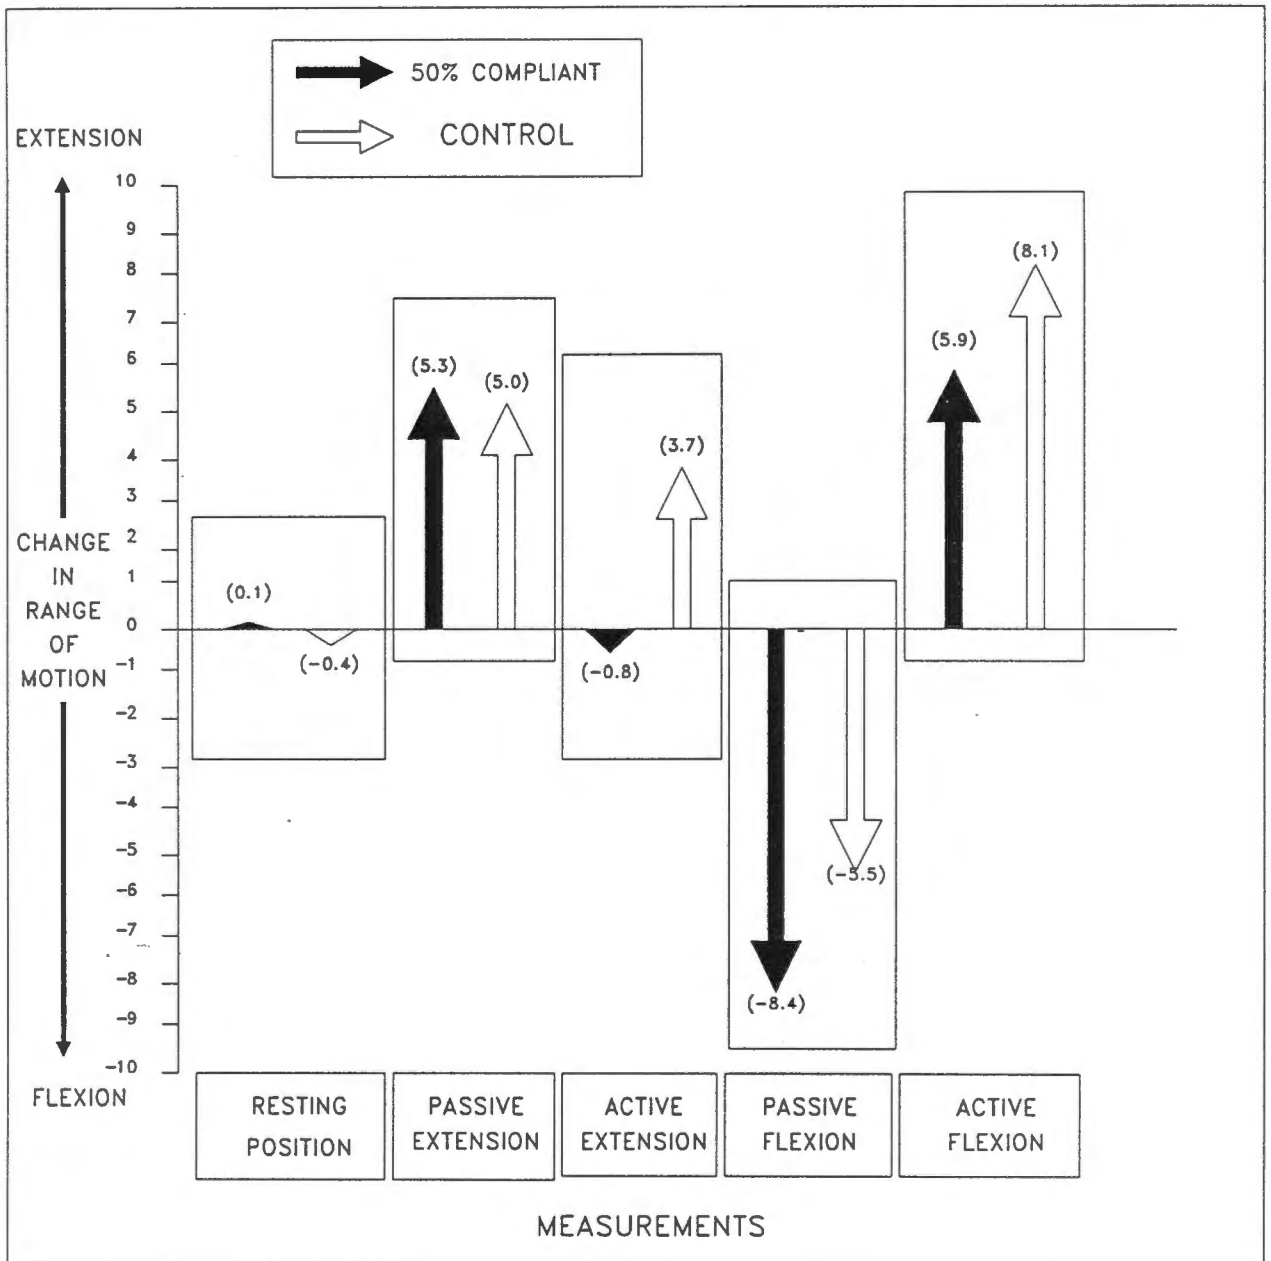 50% COMPLIANT
CONTROL
EXTENSION
10
9
8
7
6
5
4
3
2
1
0
-1
-2
-3
-4
-5
-6
-7
-8
-9
-10
CHANGE
IN
RANGE
OF
MOTION
FLEXION
(0.1)
(-0.4)
(5.3)
(5.0)
(-0.8)
(3.7)
(-8.4)
(-5.5)
(5.9)
(8.1)
RESTING
POSITION
PASSIVE
EXTENSION
ACTIVE
EXTENSION
PASSIVE
FLEXION
ACTIVE
FLEXION
MEASUREMENTS